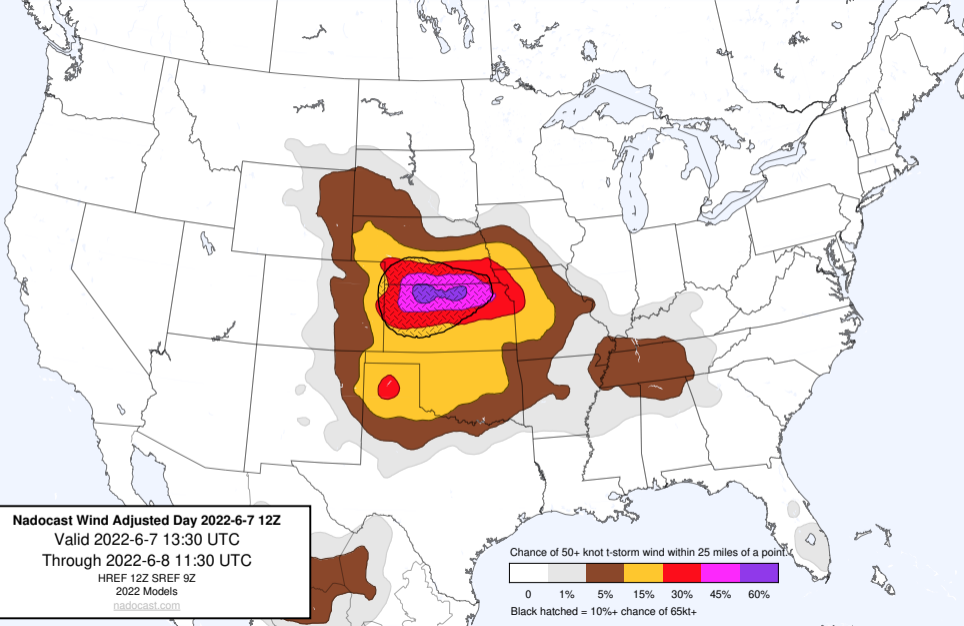 Nadocast Wind Adjusted Day 2022-6-7 12Z
Valid 2022-6-7 13:30 UTC
Through 2022-6-8 11:30 UTC
HREF 12Z SREF 9Z
2022 Models
nadocast.com
Chance of 50+ knot t-storm wind within 25 miles of a point.
0 1% 5% 15% 30% 45% 60%
Black hatched = 10%+ chance of 65kt+